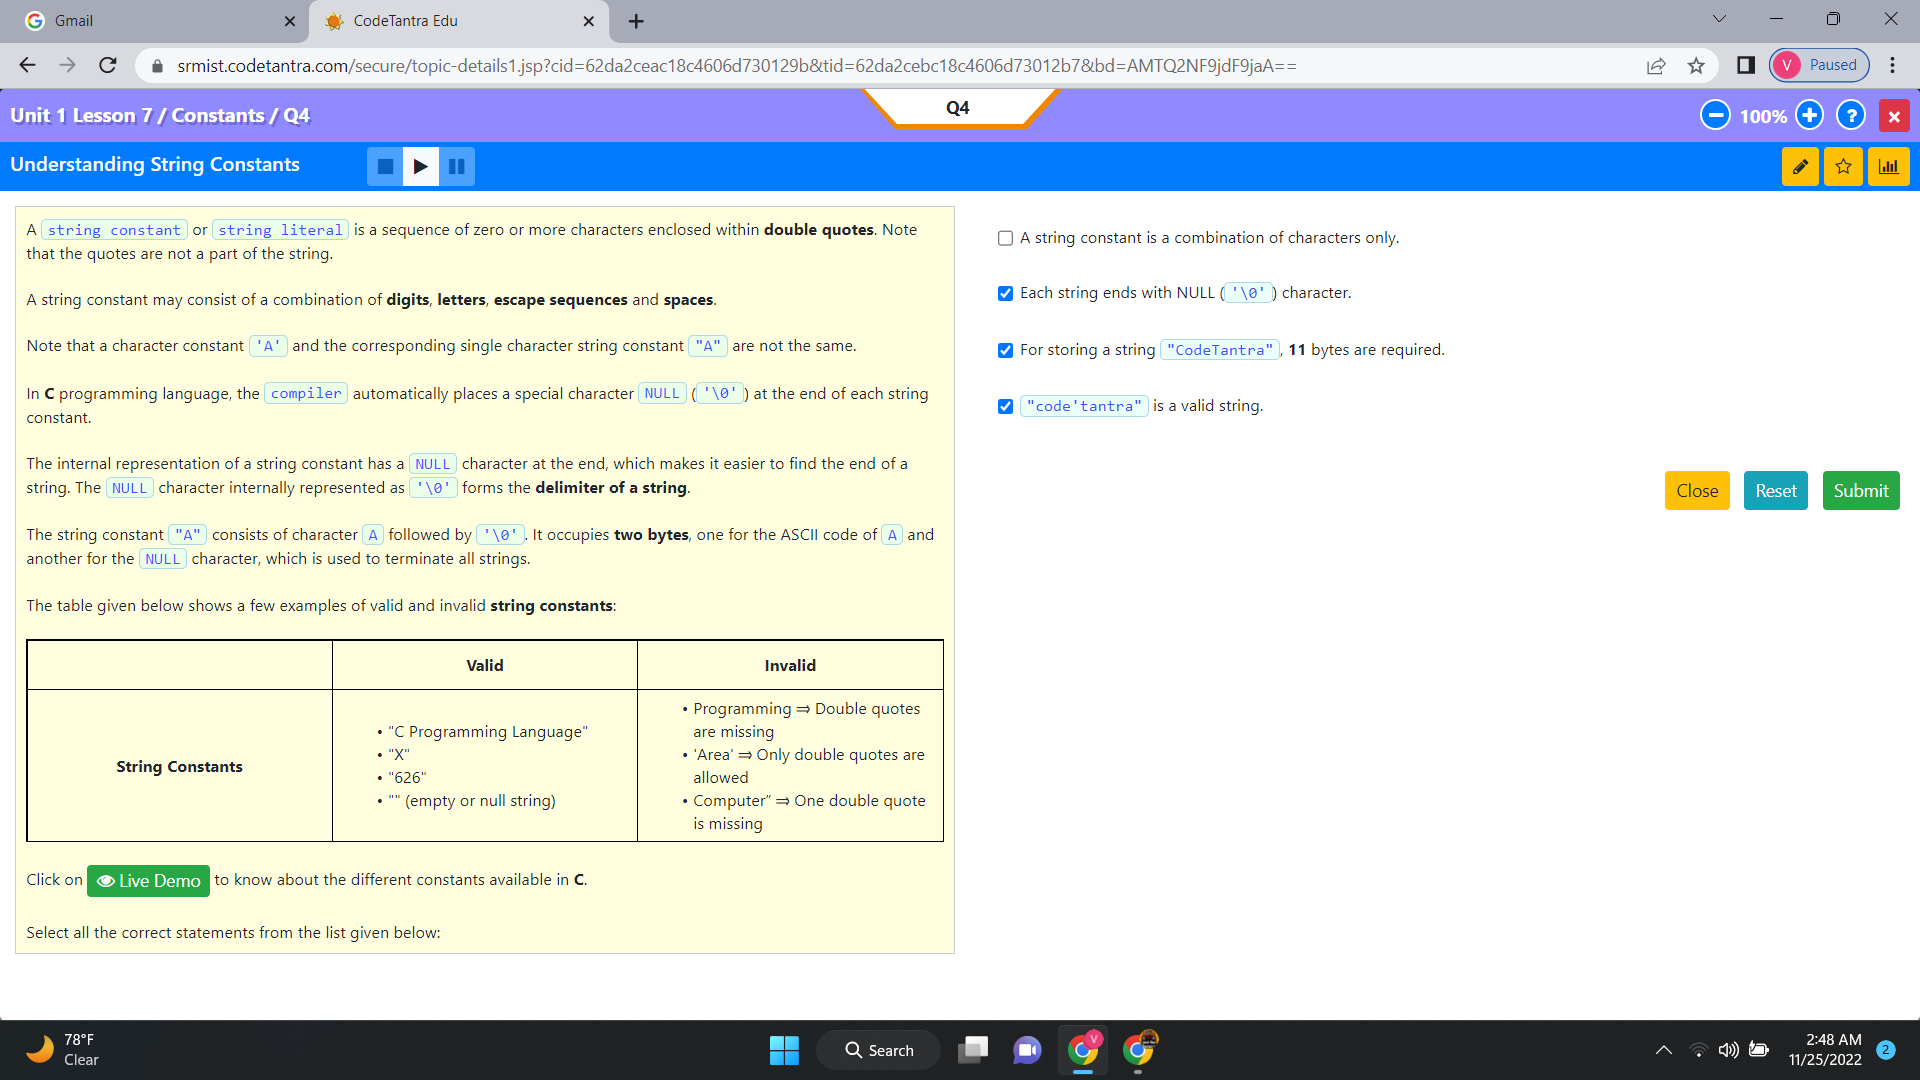 Gmail
CodeTantra Edu
srmist.codetantra.com/secure/topic-details1.jsp?cid=62da2ceac18c4606d730129b&tid=62da2cebc18c4606d73012b7&bd=AMTQ2NF9jdF9jaA==
V Paused
Unit 1 Lesson 7 / Constants / Q4
Q4
100%
?
Understanding String Constants
A string constant or string literal is a sequence of zero or more characters enclosed within double quotes. Note
that the quotes are not a part of the string.
A string constant may consist of a combination of digits, letters, escape sequences and spaces.
Note that a character constant 'A' and the corresponding single character string constant "A" are not the same.
In C programming language, the compiler automatically places a special character NULL ( '\0' ) at the end of each string
constant.
The internal representation of a string constant has a NULL character at the end, which makes it easier to find the end of a
string. The NULL character internally represented as '\0' forms the delimiter of a string.
The string constant "A" consists of character A followed by '\0'. It occupies two bytes, one for the ASCII code of A and
another for the NULL character, which is used to terminate all strings.
The table given below shows a few examples of valid and invalid string constants:
Valid
Invalid
String Constants
• "C Programming Language"
• "X"
• "626"
• "" (empty or null string)
• Programming ⇒ Double quotes
are missing
• 'Area' ⇒ Only double quotes are
allowed
• Computer" ⇒ One double quote
is missing
Click on Live Demo to know about the different constants available in C.
Select all the correct statements from the list given below:
A string constant is a combination of characters only.
Each string ends with NULL ( '\0' ) character.
For storing a string "CodeTantra", 11 bytes are required.
"code'tantra" is a valid string.
Close
Reset
Submit
78°F
Clear
Search
V
2:48 AM
11/25/2022
2